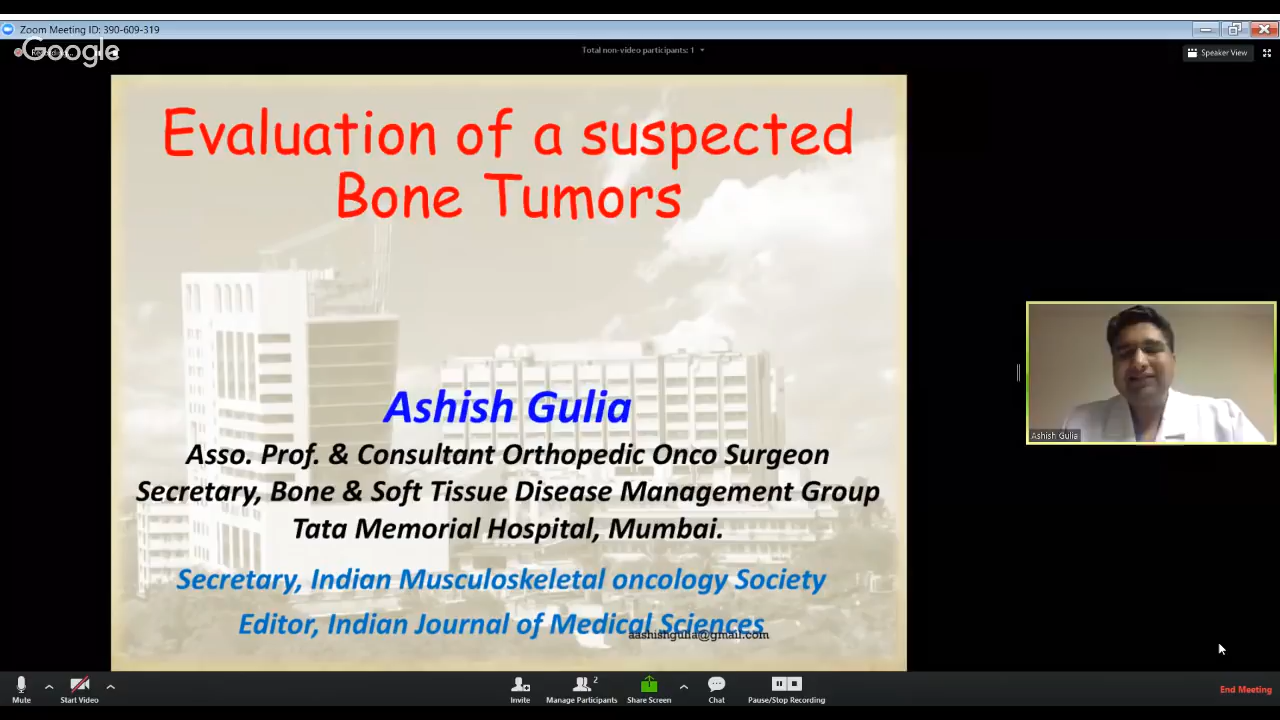 Zoom Meeting ID: 390-609-319
Google
Total non-video participants: 1
Speaker View
Evaluation of a suspected
Bone Tumors
Ashish Gulia
Asso. Prof. & Consultant Orthopedic Onco Surgeon
Secretary, Bone & Soft Tissue Disease Management Group
Tata Memorial Hospital, Mumbai.
Secretary, Indian Musculoskeletal oncology Society
Editor, Indian Journal of Medical Sciences
aashishgulia@gmail.com
Ashish Gulia
Mute
Start Video
Invite
2
Manage Participants
Share Screen
Chat
Pause/Stop Recording
End Meeting